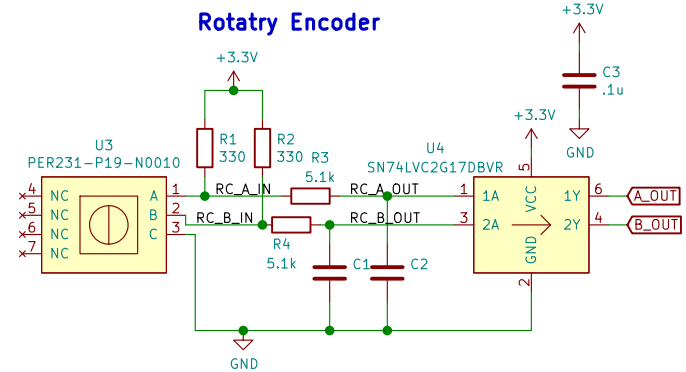 Rotatry Encoder
+3.3V
+3.3V
C3
.1u
GND
+3.3V
U3
PER231-P19-N0010
R1
330
R2
330
R3
5.1k
U4
SN74LVC2G17DBVR
4 NC
5 NC
6 NC
7 NC
A 1
B 2
C 3
RC_A_IN
RC_A_OUT
RC_B_IN
RC_B_OUT
R4
5.1k
C1
C2
1 1A
3 2A
5
VCC
GND
2
1Y 6
2Y 4
A_OUT
B_OUT
GND